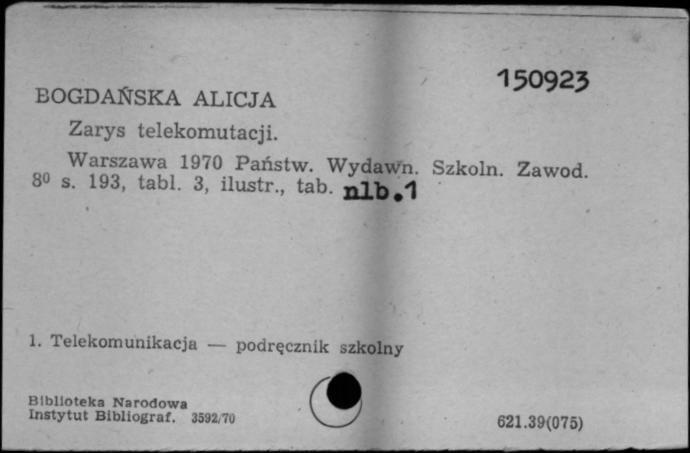 150923
BOGDAŃSKA ALICJA
Zarys telekomutacji.
Warszawa 1970 Państw. Wydawn. Szkoln. Zawod.
8⁰ s. 193, tabl. 3, ilustr., tab. nlb.1
1. Telekomunikacja — podręcznik szkolny
Biblioteka Narodowa
Instytut Bibliograf. 3592/70
621.39(075)